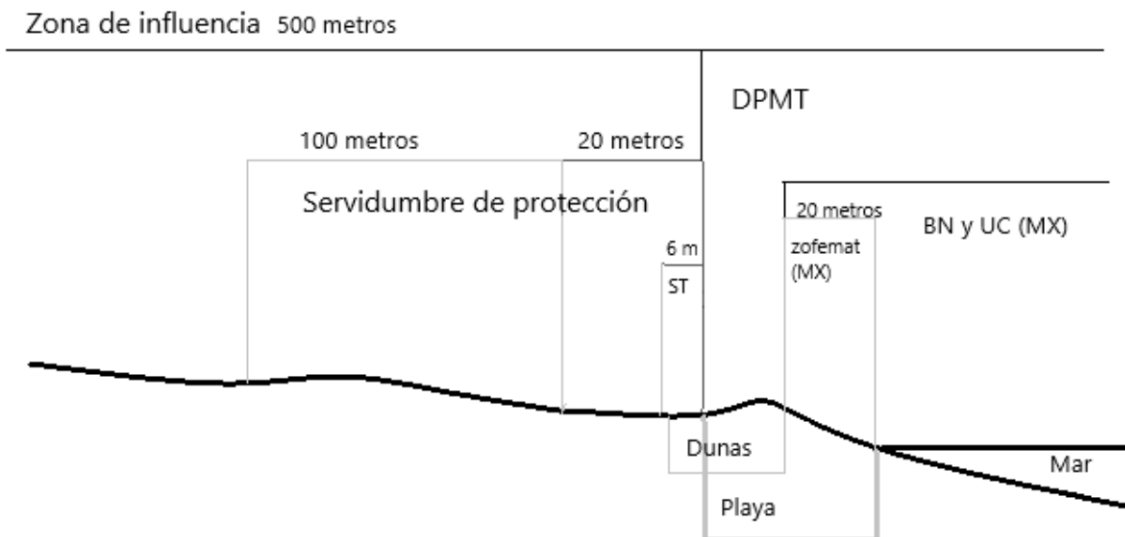 Zona de influencia 500 metros
DPMT
100 metros
20 metros
Servidumbre de protección
20 metros
BN y UC (MX)
zofemat
(MX)
6 m
ST
Dunas
Mar
Playa